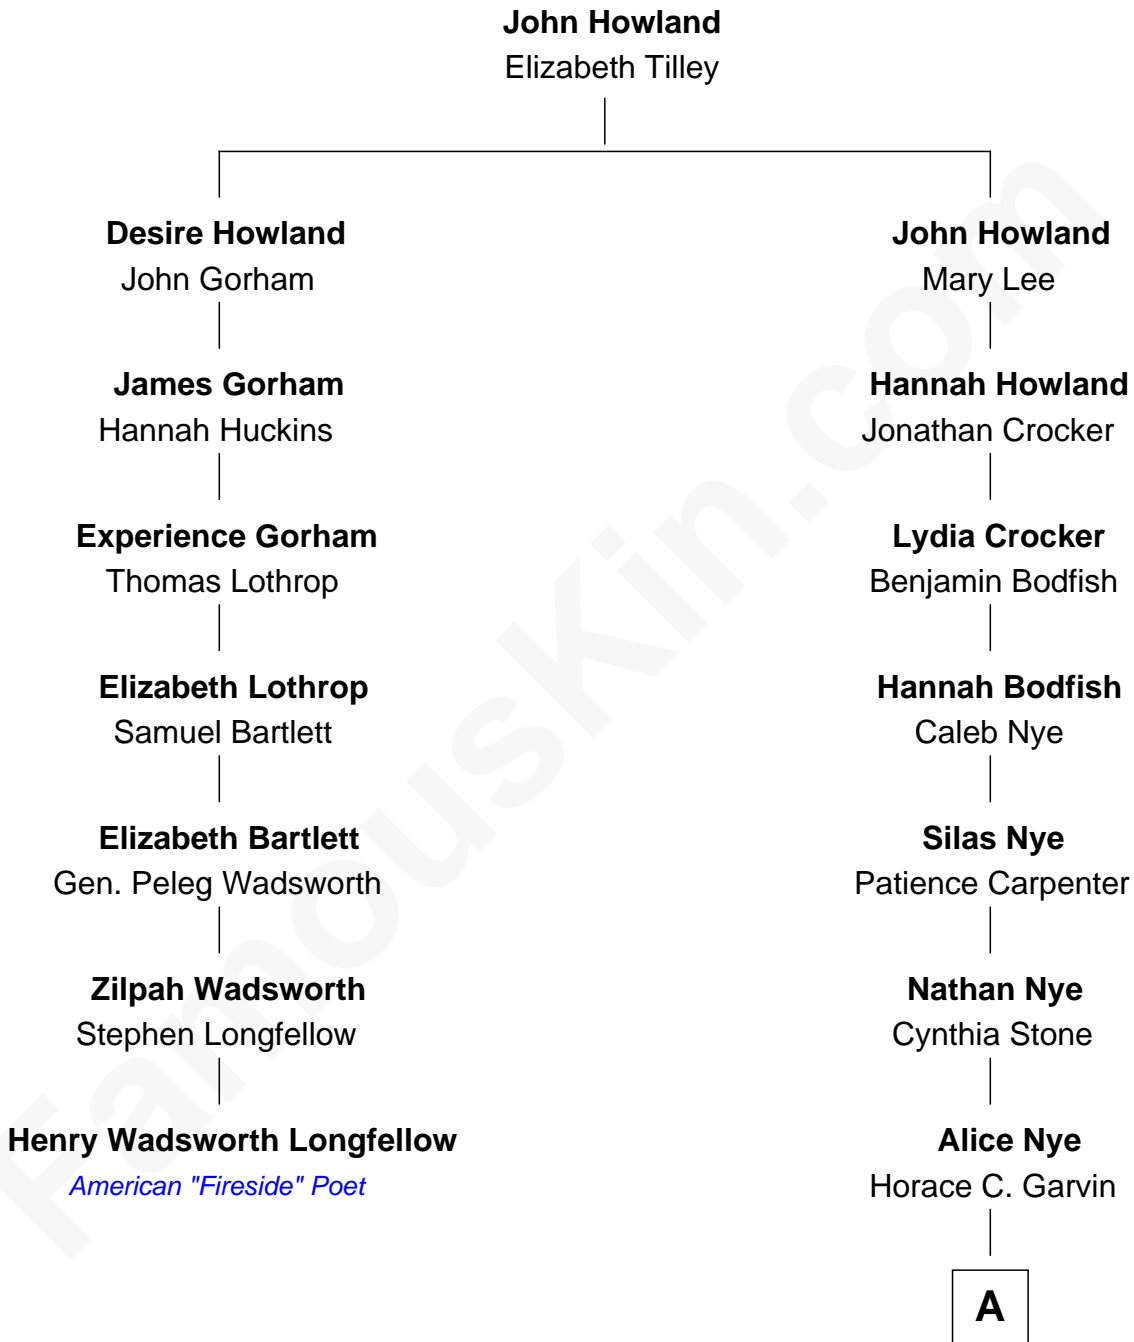 John Howland
Elizabeth Tilley
Desire Howland
John Gorham
John Howland
Mary Lee
James Gorham
Hannah Huckins
Hannah Howland
Jonathan Crocker
Experience Gorham
Thomas Lothrop
Lydia Crocker
Benjamin Bodfish
Elizabeth Lothrop
Samuel Bartlett
Hannah Bodfish
Caleb Nye
Elizabeth Bartlett
Gen. Peleg Wadsworth
Silas Nye
Patience Carpenter
Zilpah Wadsworth
Stephen Longfellow
Nathan Nye
Cynthia Stone
Henry Wadsworth Longfellow
American "Fireside" Poet
Alice Nye
Horace C. Garvin
A
FamousKin.com